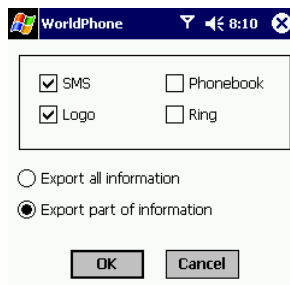 WorldPhone 8:10
SMS Phonebook
Logo Ring
Export all information
Export part of information
OK Cancel